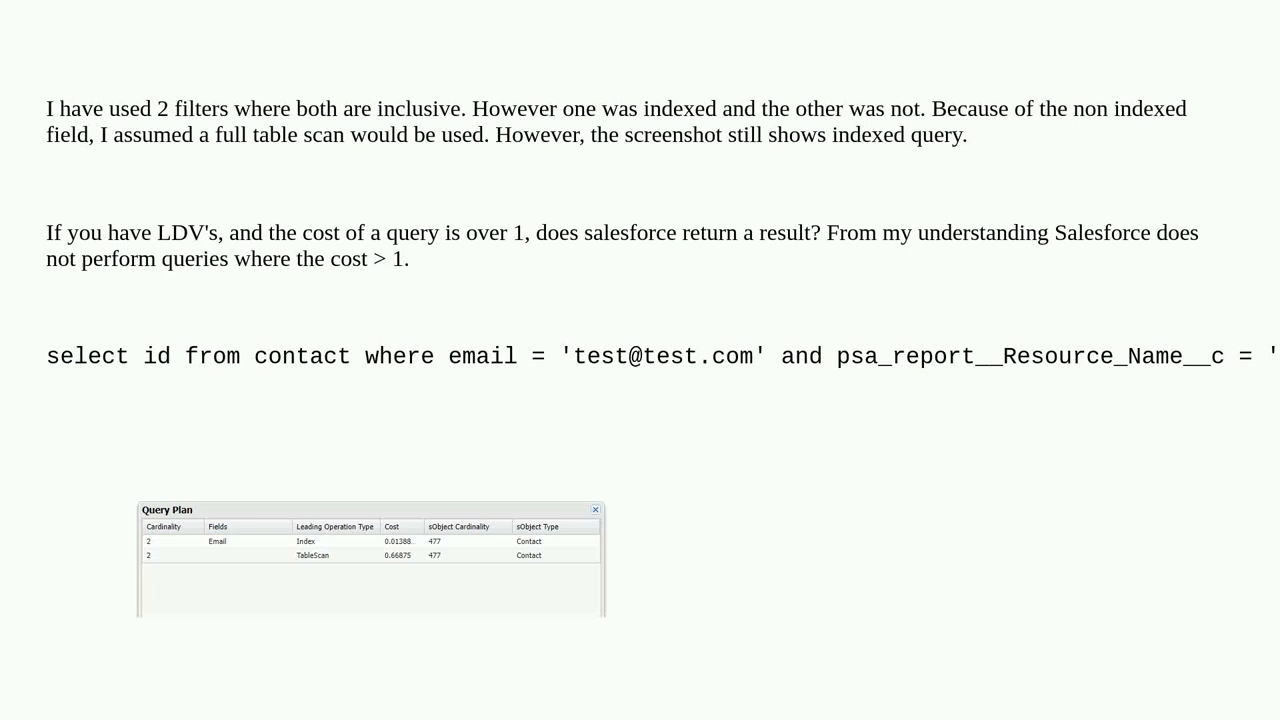 I have used 2 filters where both are inclusive. However one was indexed and the other was not. Because of the non indexed
field, I assumed a full table scan would be used. However, the screenshot still shows indexed query.
If you have LDV's, and the cost of a query is over 1, does salesforce return a result? From my understanding Salesforce does
not perform queries where the cost > 1.
select id from contact where email = 'test@test.com' and psa_report__Resource_Name__c = '
Query Plan
Cardinality Fields Leading Operation Type Cost sObject Cardinality sObject Type
2 Email Index 0.01388... 477 Contact
2 TableScan 0.66875 477 Contact